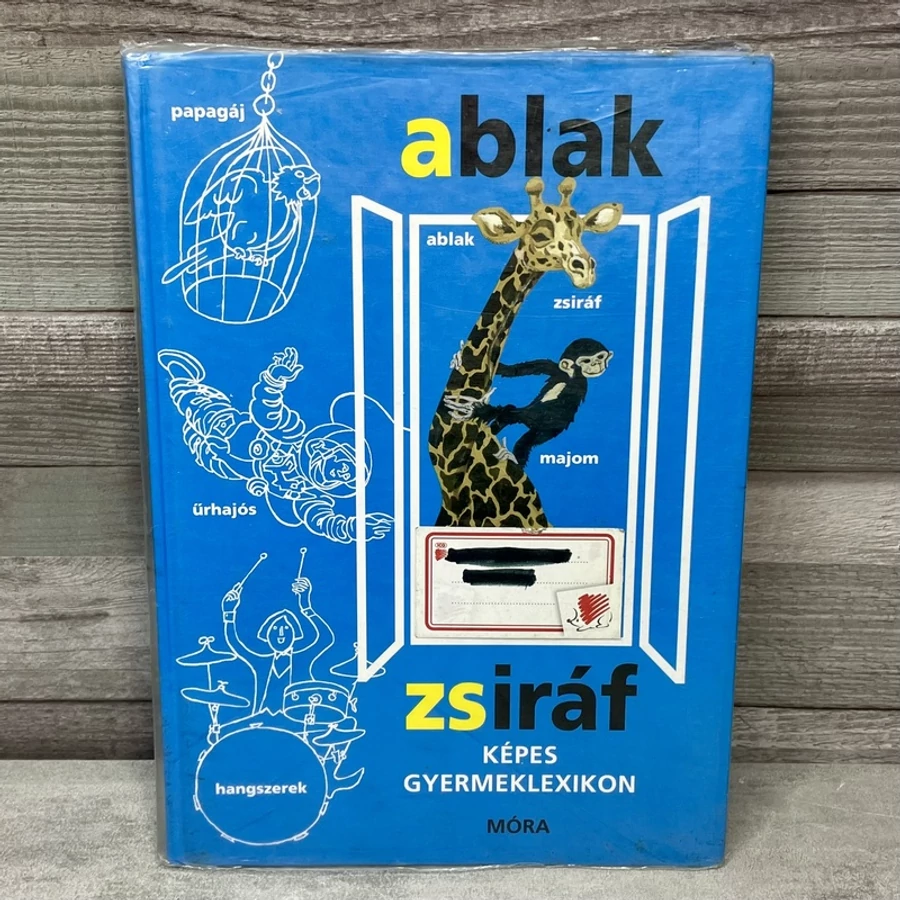 papagáj
ablak
ablak
zsiráf
majom
űrhajós
hangszerek
zsiráf
KÉPES
GYERMEKLEXIKON
MÓRA